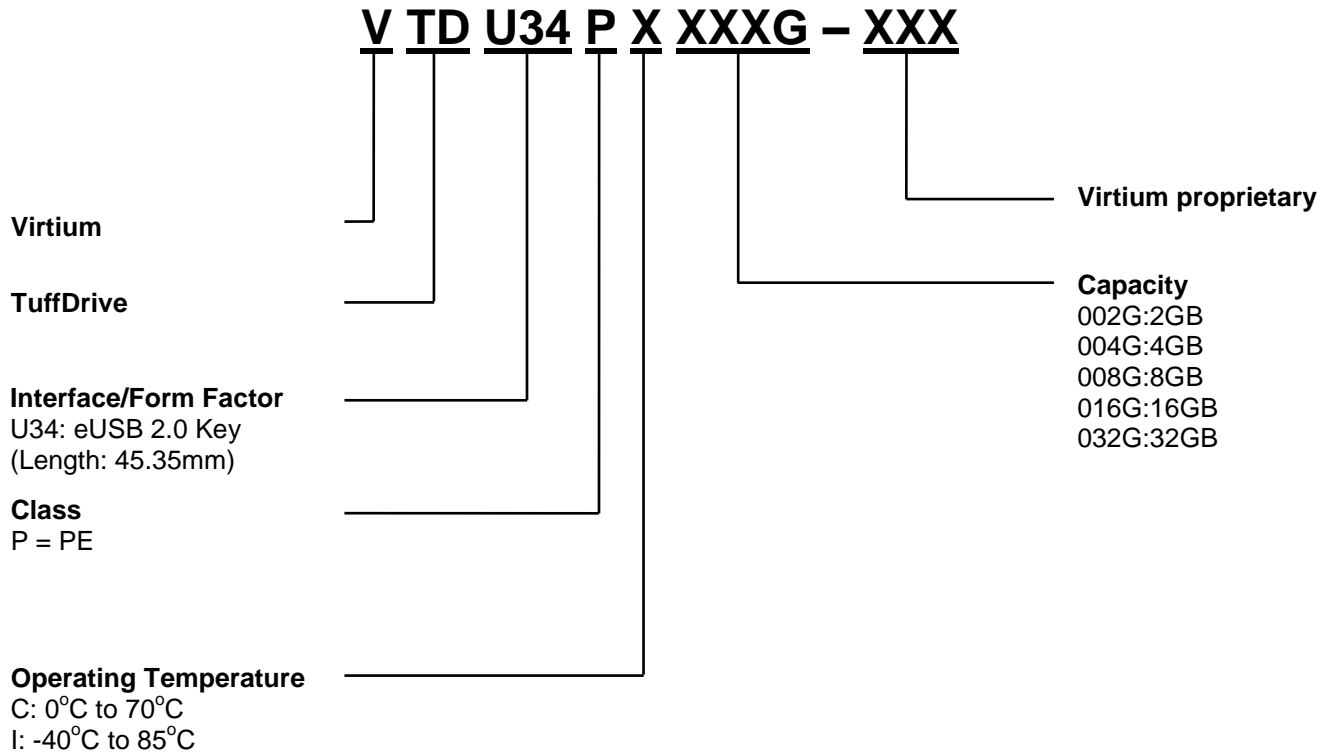 V TD U34 P X XXXG – XXX
Virtium
TuffDrive
Interface/Form Factor
U34: eUSB 2.0 Key
(Length: 45.35mm)
Class
P = PE
Operating Temperature
C: 0°C to 70°C
I: -40°C to 85°C
Virtium proprietary
Capacity
002G:2GB
004G:4GB
008G:8GB
016G:16GB
032G:32GB